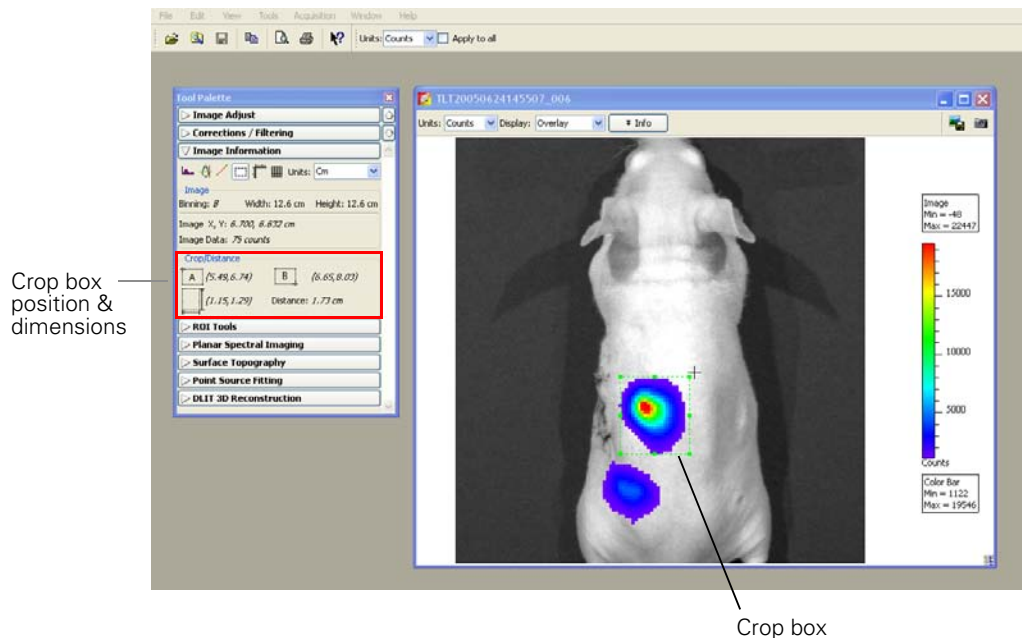 File Edit View Tools Acquisition Window Help
Units: Counts Apply to all
Tool Palette
Image Adjust
Corrections / Filtering
Image Information
Units: Cm
Image
Binning: 8 Width: 12.6 cm Height: 12.6 cm
Image X, Y: 6.700, 6.632 cm
Image Data: 75 counts
Crop/Distance
A (5.49,6.74) B (6.65,8.03)
(1.15,1.29) Distance: 1.73 cm
ROI Tools
Planar Spectral Imaging
Surface Topography
Point Source Fitting
DLIT 3D Reconstruction
Crop box
position &
dimensions
TLT20050624145507_006
Units: Counts Display: Overlay Info
Image
Min = -48
Max = 22447
15000
10000
5000
Counts
Color Bar
Min = 1122
Max = 19546
Crop box